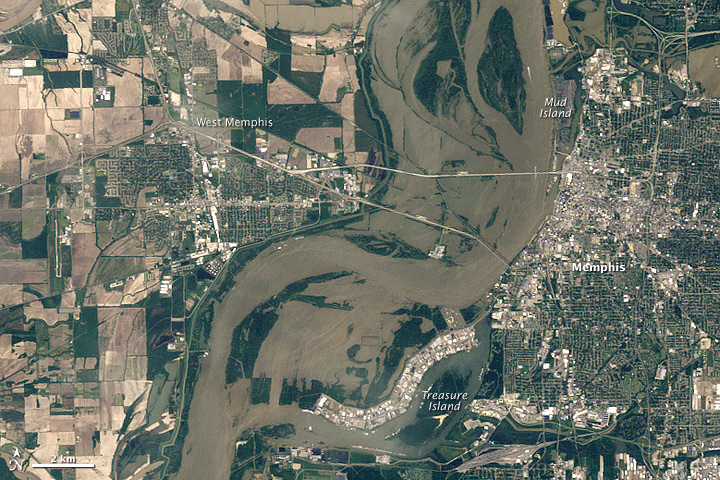 Mud
Island
West Memphis
Memphis
Treasure
Island
N
2 km